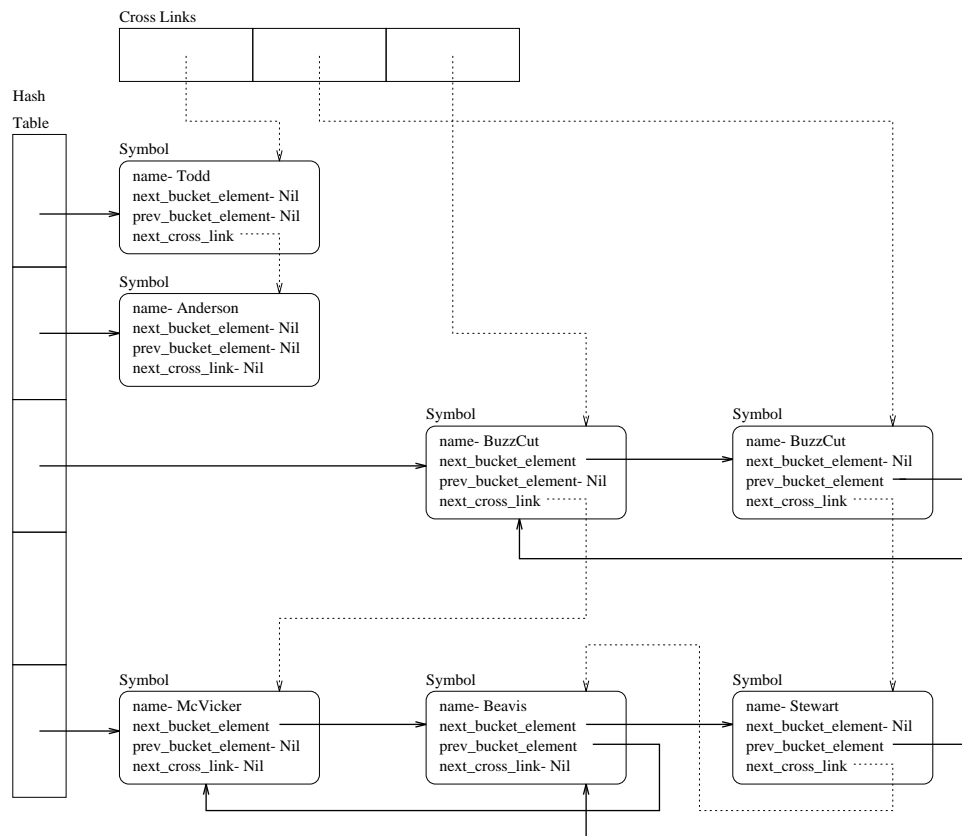 Cross Links
Hash
Table
Symbol
name- Todd
next_bucket_element- Nil
prev_bucket_element- Nil
next_cross_link
Symbol
name- Anderson
next_bucket_element- Nil
prev_bucket_element- Nil
next_cross_link- Nil
Symbol
name- BuzzCut
next_bucket_element
prev_bucket_element- Nil
next_cross_link
Symbol
name- BuzzCut
next_bucket_element- Nil
prev_bucket_element
next_cross_link
Symbol
name- McVicker
next_bucket_element
prev_bucket_element- Nil
next_cross_link- Nil
Symbol
name- Beavis
next_bucket_element
prev_bucket_element
next_cross_link- Nil
Symbol
name- Stewart
next_bucket_element- Nil
prev_bucket_element
next_cross_link